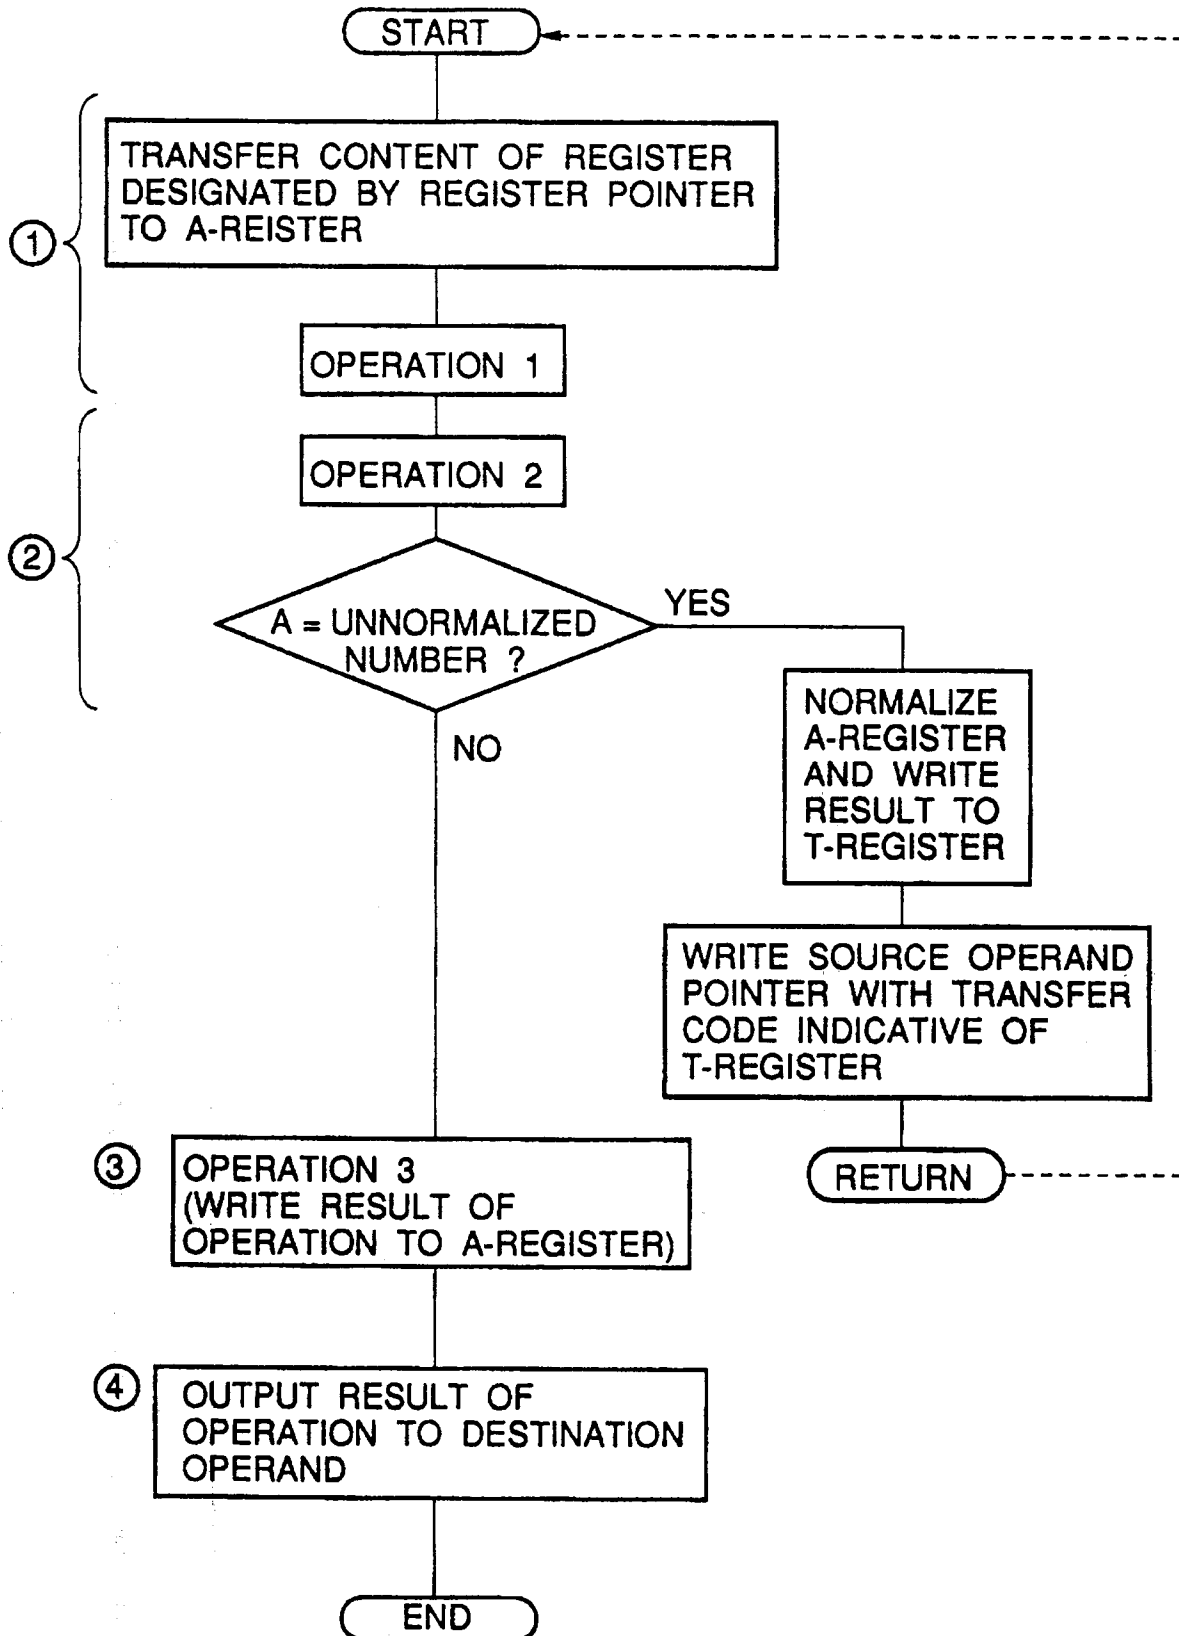 START
①
TRANSFER CONTENT OF REGISTER
DESIGNATED BY REGISTER POINTER
TO A-REISTER
OPERATION 1
②
OPERATION 2
A = UNNORMALIZED
NUMBER ?
YES
NO
NORMALIZE
A-REGISTER
AND WRITE
RESULT TO
T-REGISTER
WRITE SOURCE OPERAND
POINTER WITH TRANSFER
CODE INDICATIVE OF
T-REGISTER
RETURN
③
OPERATION 3
(WRITE RESULT OF
OPERATION TO A-REGISTER)
④
OUTPUT RESULT OF
OPERATION TO DESTINATION
OPERAND
END